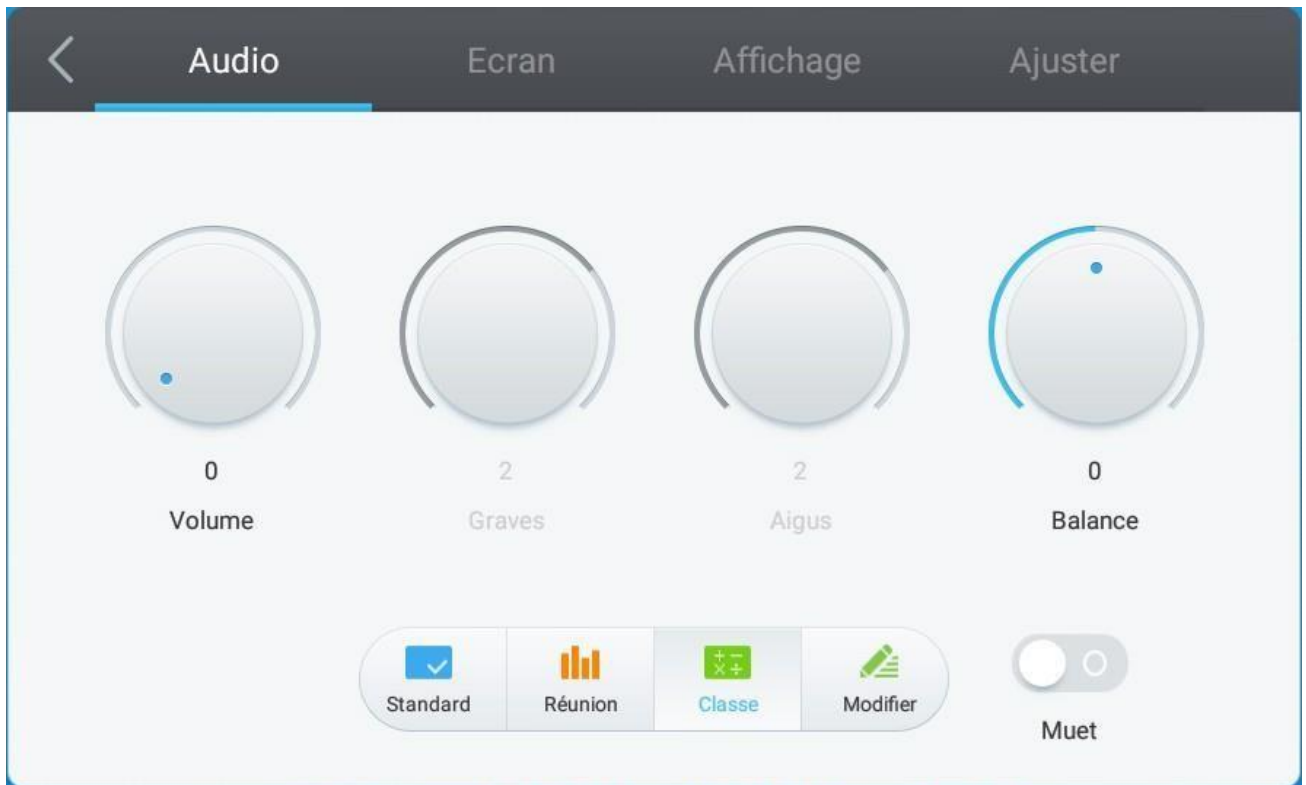 Audio Ecran Affichage Ajuster
0 2 2 0
Volume Graves Aigus Balance
Standard Réunion Classe Modifier
Muet